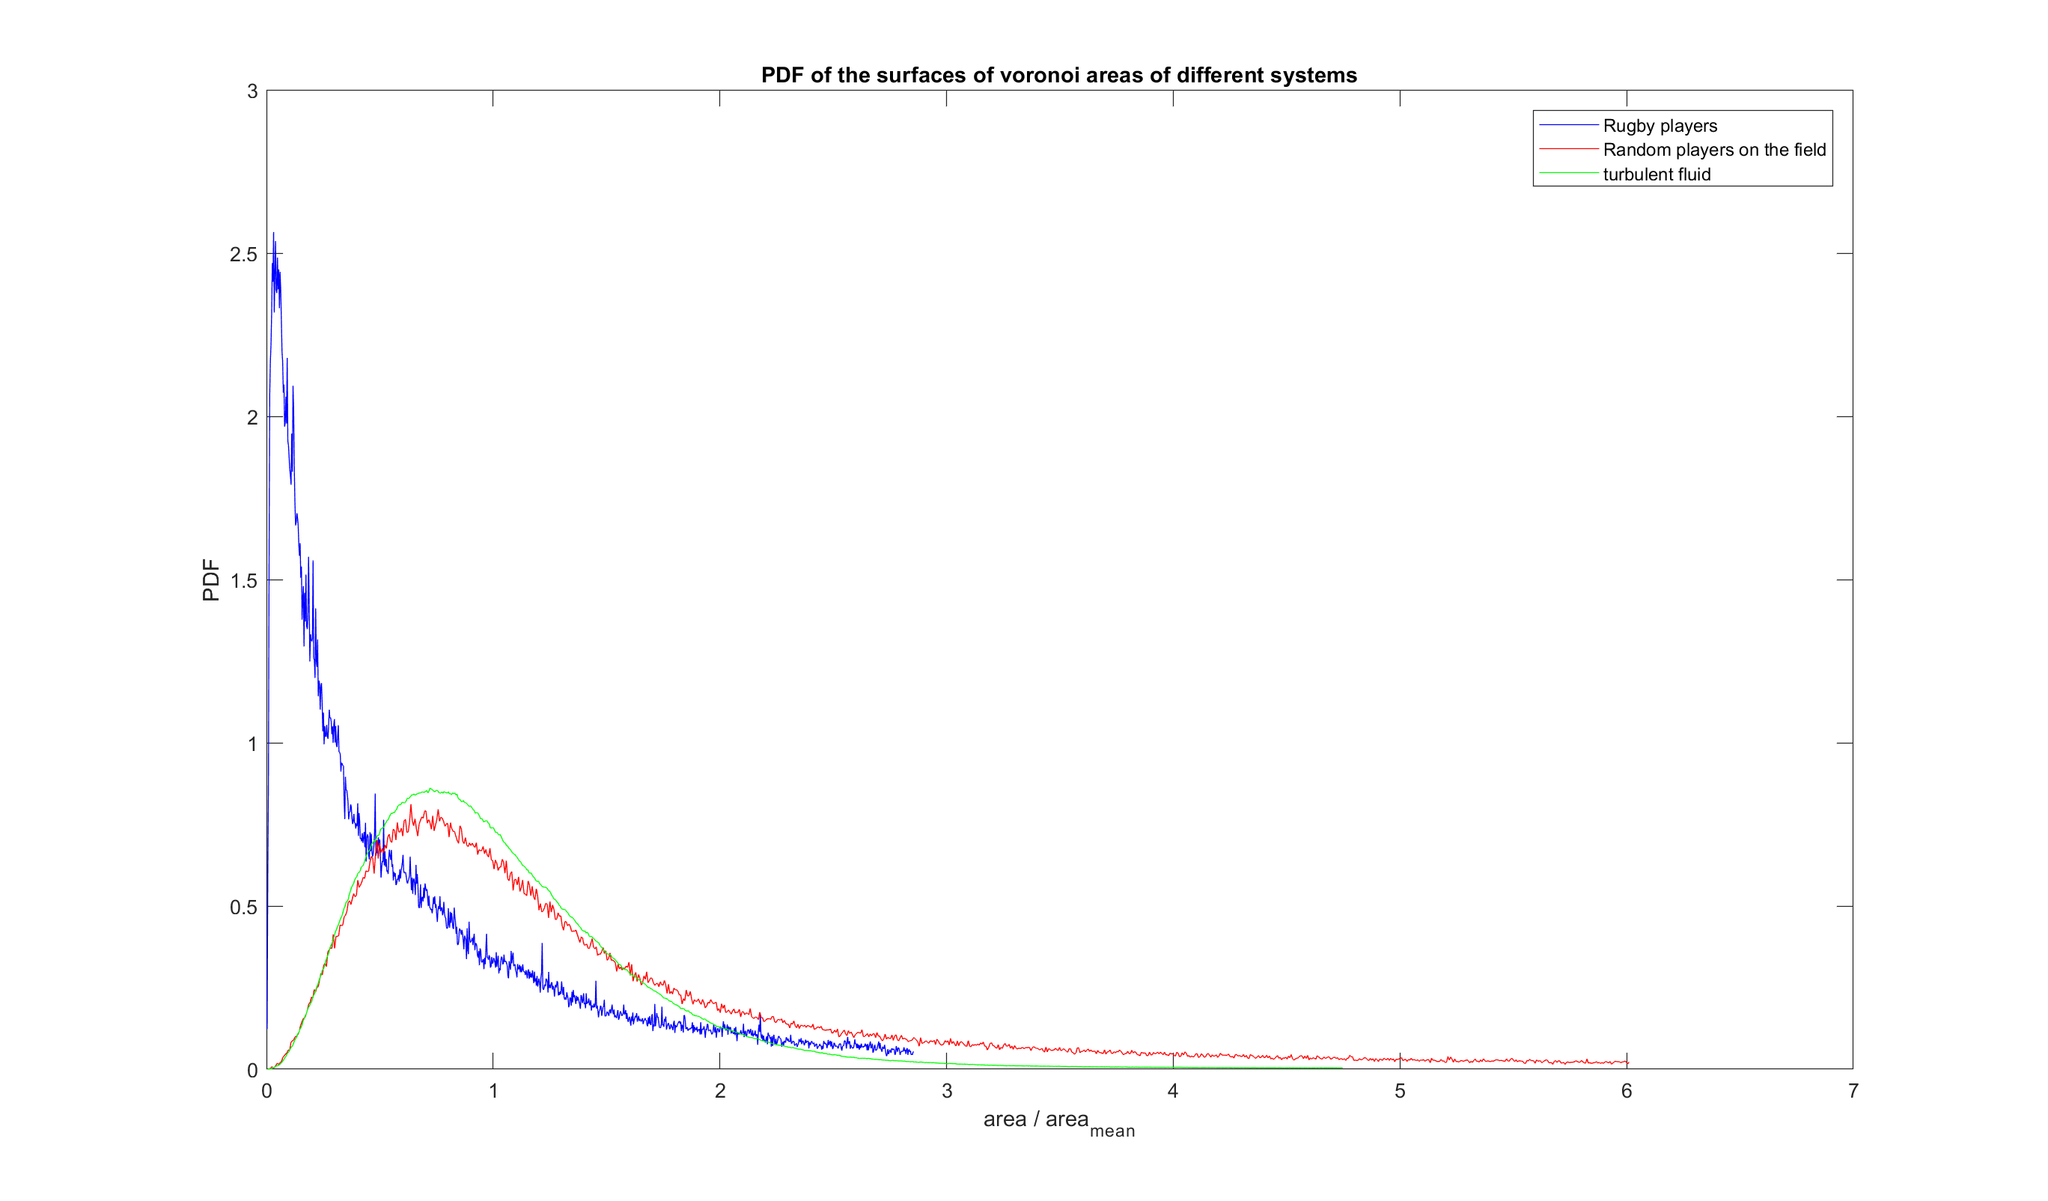 PDF of the surfaces of voronoi areas of different systems
Rugby players
Random players on the field
turbulent fluid
PDF
3
2.5
2
1.5
1
0.5
0
0 1 2 3 4 5 6 7
area / area_mean